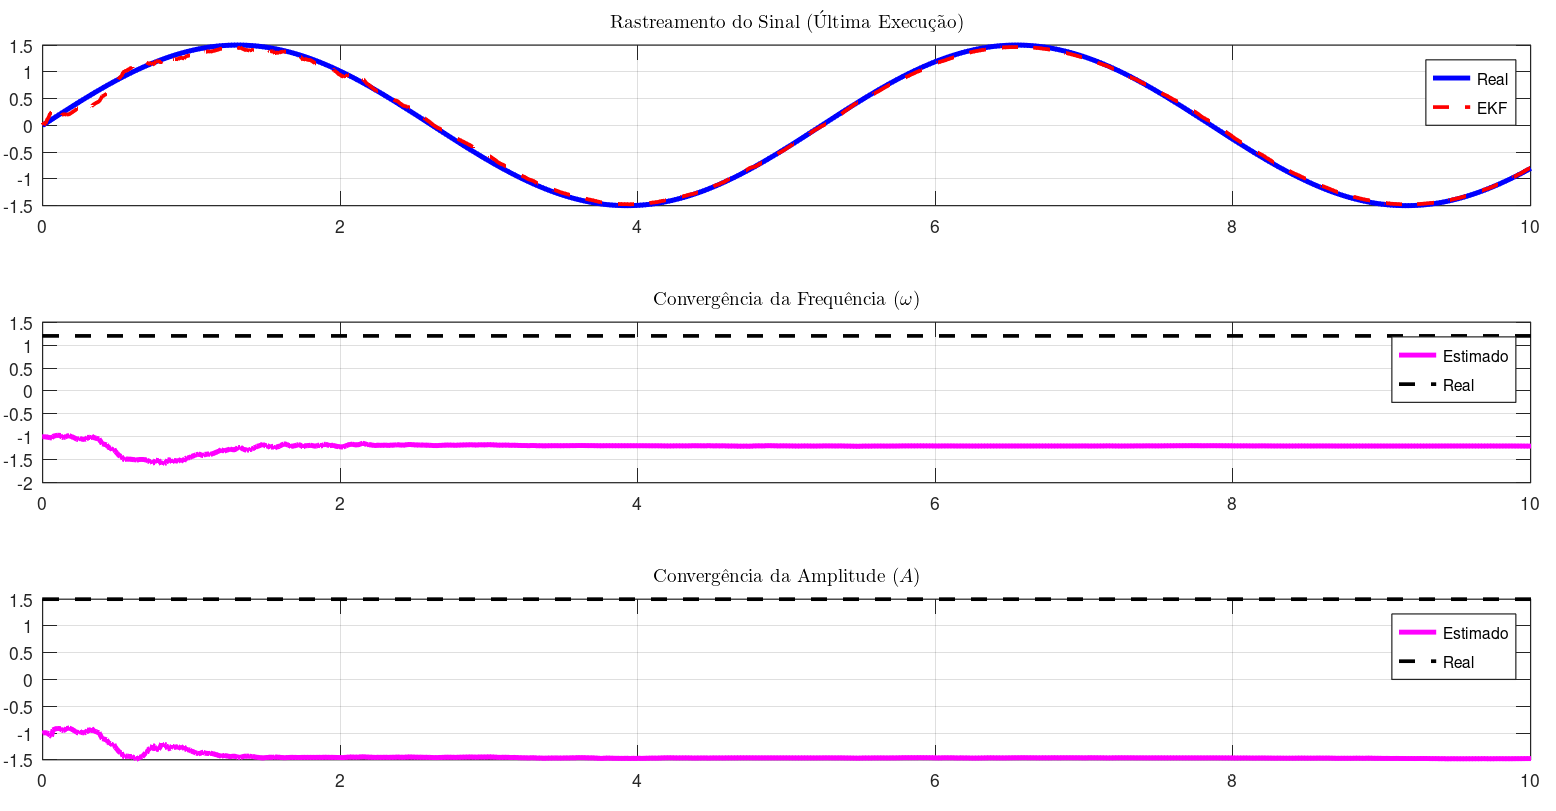 Rastreamento do Sinal (Última Execução)
1.5
1
0.5
0
-0.5
-1
-1.5
0 2 4 6 8 10
Real
EKF
Convergência da Frequência (ω)
1.5
1
0.5
0
-0.5
-1
-1.5
-2
0 2 4 6 8 10
Estimado
Real
Convergência da Amplitude (A)
1.5
1
0.5
0
-0.5
-1
-1.5
0 2 4 6 8 10
Estimado
Real